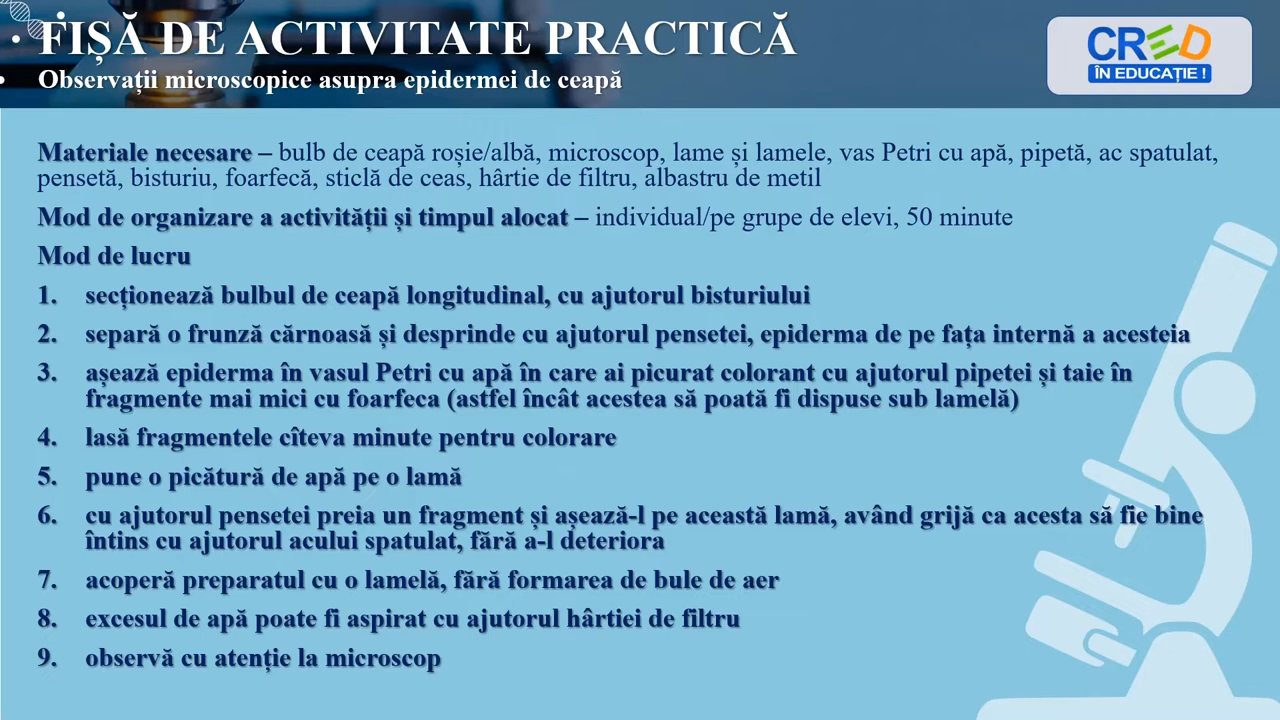 • FIȘĂ DE ACTIVITATE PRACTICĂ
• Observații microscopice asupra epidermei de ceapă
CRED
ÎN EDUCAȚIE !
Materiale necesare – bulb de ceapă roșie/albă, microscop, lame și lamele, vas Petri cu apă, pipetă, ac spatulat,
pensetă, bisturiu, foarfecă, sticlă de ceas, hârtie de filtru, albastru de metil
Mod de organizare a activității și timpul alocat – individual/pe grupe de elevi, 50 minute
Mod de lucru
1. secționează bulbul de ceapă longitudinal, cu ajutorul bisturiului
2. separă o frunză cărnoasă și desprinde cu ajutorul pensetei, epiderma de pe fața internă a acesteia
3. așează epiderma în vasul Petri cu apă în care ai picurat colorant cu ajutorul pipetei și taie în
fragmente mai mici cu foarfeca (astfel încât acestea să poată fi dispuse sub lamelă)
4. lasă fragmentele cîteva minute pentru colorare
5. pune o picătură de apă pe o lamă
6. cu ajutorul pensetei preia un fragment și așează-l pe această lamă, având grijă ca acesta să fie bine
întins cu ajutorul acului spatulat, fără a-l deteriora
7. acoperă preparatul cu o lamelă, fără formarea de bule de aer
8. excesul de apă poate fi aspirat cu ajutorul hârtiei de filtru
9. observă cu atenție la microscop